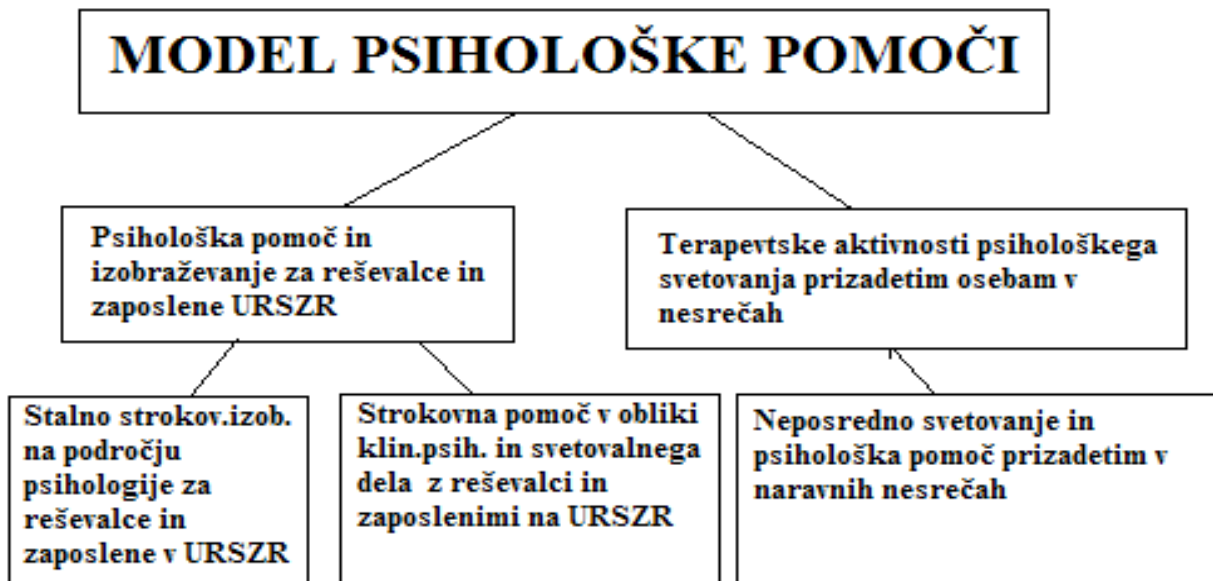 MODEL PSIHOLOŠKE POMOČI
Psihološka pomoč in
izobraževanje za reševalce in
zaposlene URSZR
Terapevtske aktivnosti psihološkega
svetovanja prizadetim osebam v
nesrečah
Stalno strokov.izob.
na področju
psihologije za
reševalce in
zaposlene v URSZR
Strokovna pomoč v obliki
klin.psih. in svetovalnega
dela z reševalci in
zaposlenimi na URSZR
Neposredno svetovanje in
psihološka pomoč prizadetim v
naravnih nesrečah